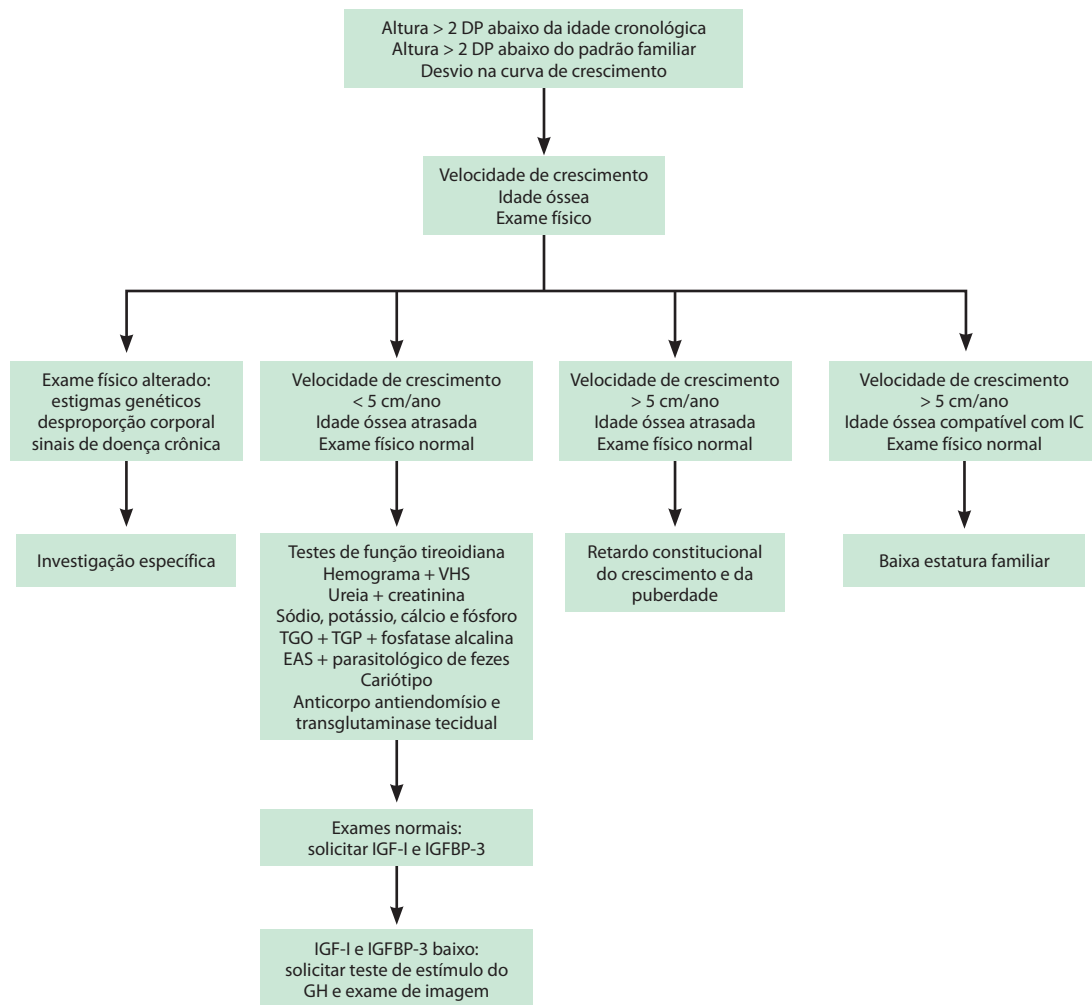 Altura > 2 DP abaixo da idade cronológica
Altura > 2 DP abaixo do padrão familiar
Desvio na curva de crescimento
Velocidade de crescimento
Idade óssea
Exame físico
Exame físico alterado:
estigmas genéticos
desproporção corporal
sinais de doença crônica
Velocidade de crescimento
< 5 cm/ano
Idade óssea atrasada
Exame físico normal
Velocidade de crescimento
> 5 cm/ano
Idade óssea atrasada
Exame físico normal
Velocidade de crescimento
> 5 cm/ano
Idade óssea compatível com IC
Exame físico normal
Investigação específica
Testes de função tireoidiana
Hemograma + VHS
Ureia + creatinina
Sódio, potássio, cálcio e fósforo
TGO + TGP + fosfatase alcalina
EAS + parasitológico de fezes
Cariótipo
Anticorpo antiendomísio e
transglutaminase tecidual
Retardo constitucional
do crescimento e da
puberdade
Baixa estatura familiar
Exames normais:
solicitar IGF-I e IGFBP-3
IGF-I e IGFBP-3 baixo:
solicitar teste de estímulo do
GH e exame de imagem